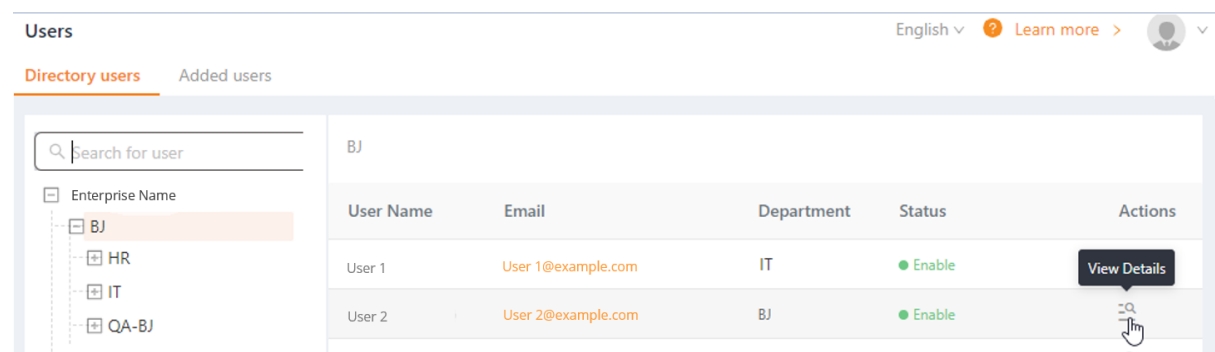 Users
English
? Learn more >
Directory users Added users
Search for user
Enterprise Name
BJ
HR
IT
QA-BJ
BJ
User Name Email Department Status Actions
User 1 User 1@example.com IT Enable
View Details
User 2 User 2@example.com BJ Enable